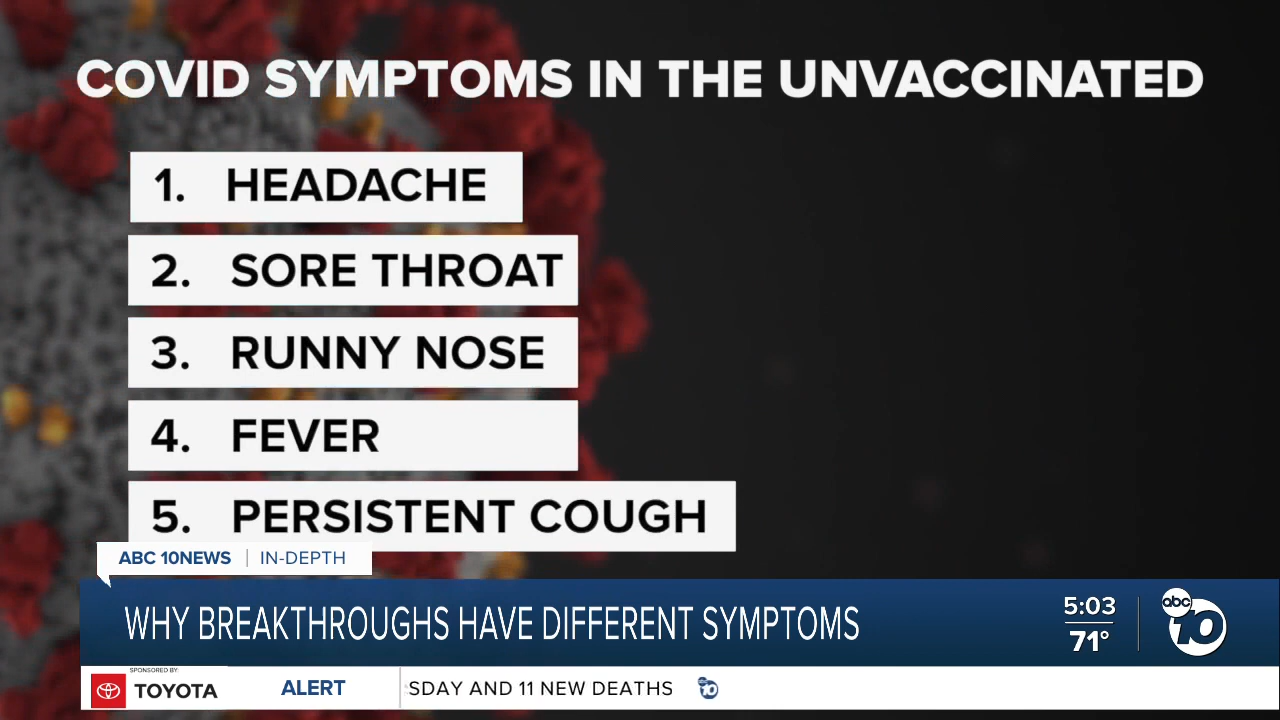 COVID SYMPTOMS IN THE UNVACCINATED
1. HEADACHE
2. SORE THROAT
3. RUNNY NOSE
4. FEVER
5. PERSISTENT COUGH
ABC 10NEWS | IN-DEPTH
WHY BREAKTHROUGHS HAVE DIFFERENT SYMPTOMS
5:03
71°
abc 10
SPONSORED BY:
TOYOTA
ALERT
SDAY AND 11 NEW DEATHS
abc 10